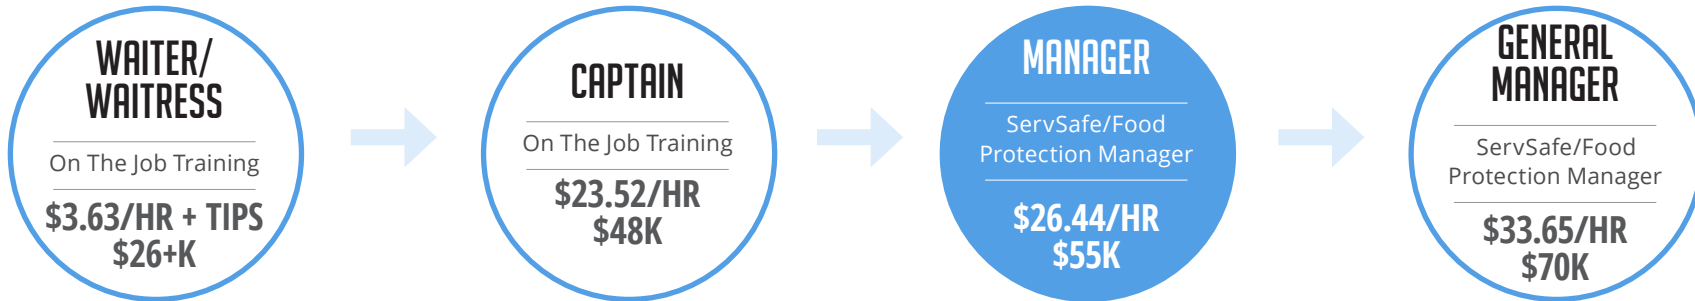 WAITER/
WAITRESS
On The Job Training
$3.63/HR + TIPS
$26+K
CAPTAIN
On The Job Training
$23.52/HR
$48K
MANAGER
ServSafe/Food
Protection Manager
$26.44/HR
$55K
GENERAL
MANAGER
ServSafe/Food
Protection Manager
$33.65/HR
$70K